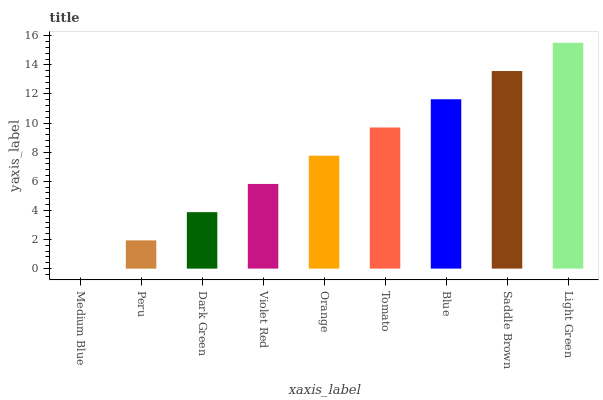 title
yaxis_label
16
14
12
10
8
6
4
2
0
Medium Blue
Peru
Dark Green
Violet Red
Orange
Tomato
Blue
Saddle Brown
Light Green
xaxis_label